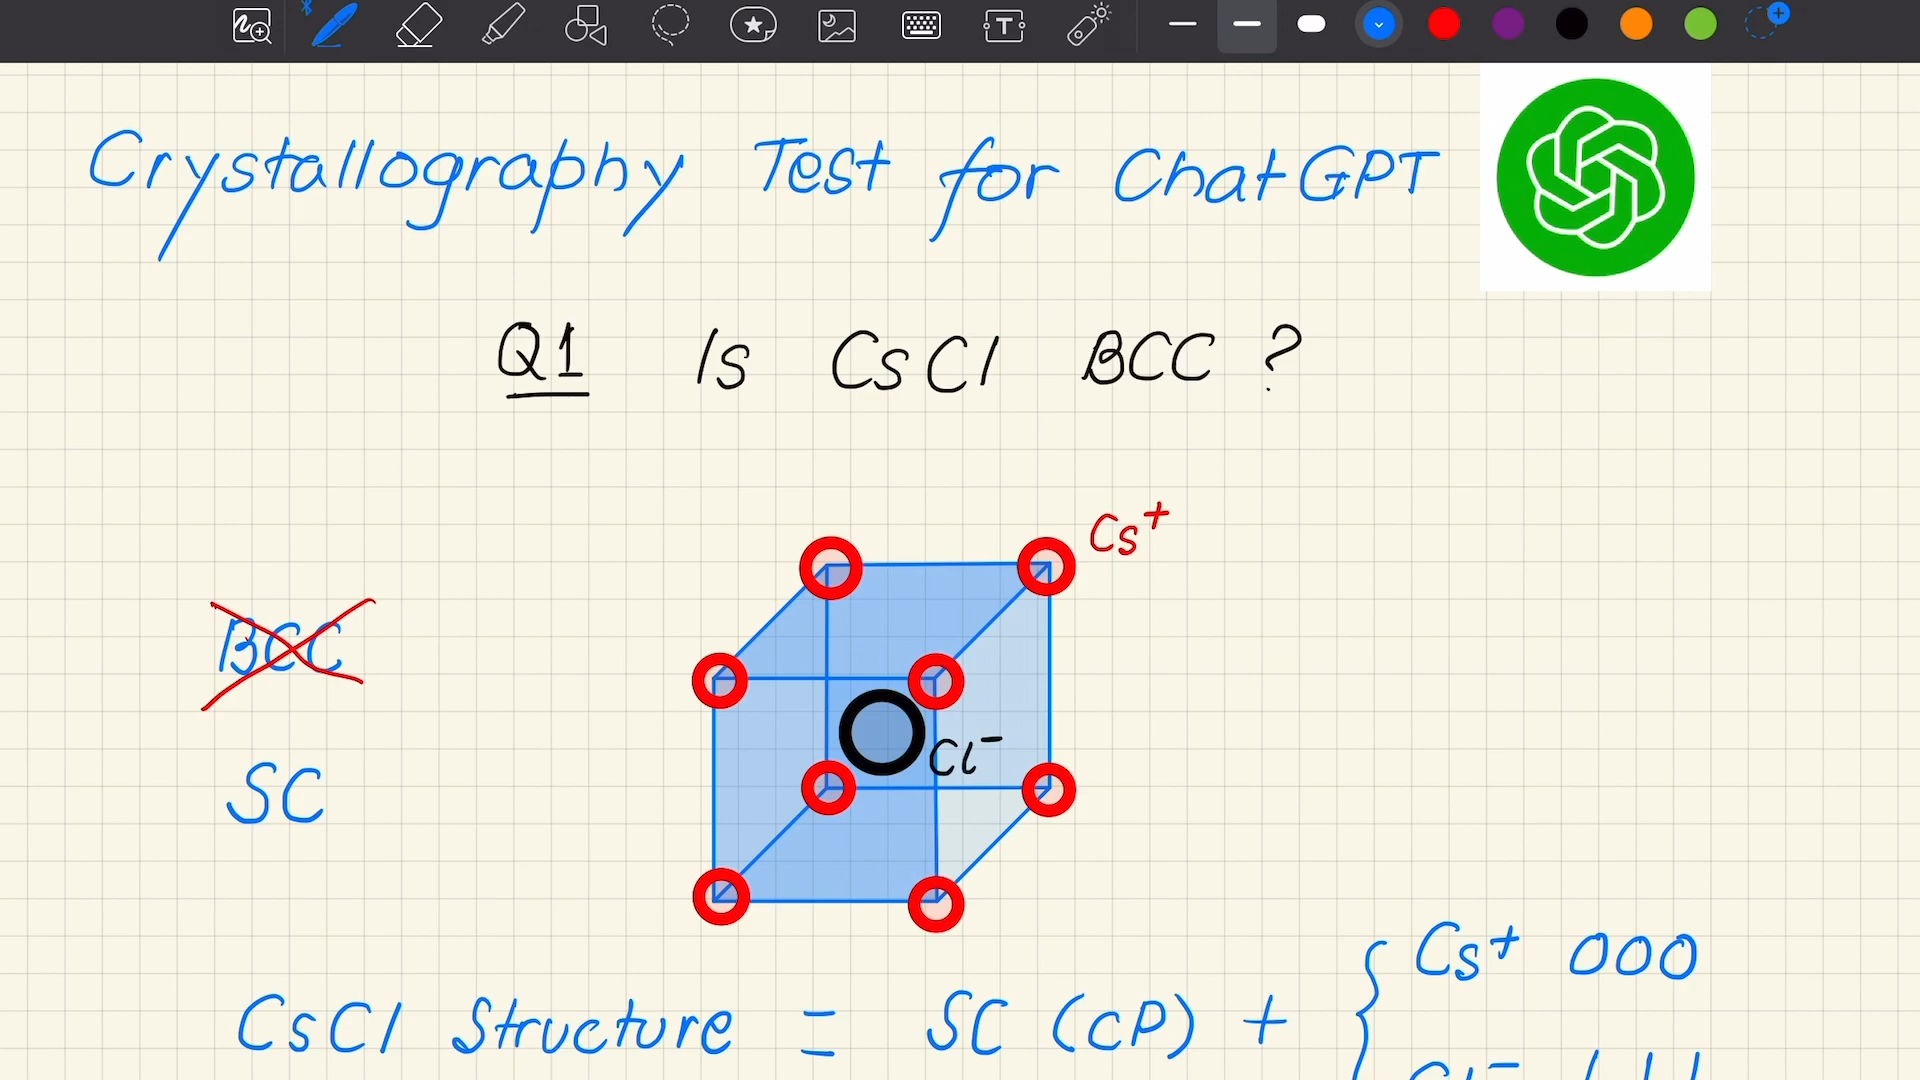 Crystallography Test for ChatGPT
Q1 Is CsCl BCC ?
Cs+
BCC
Cl-
SC
Cs+ 000
CsCl Structure = SC (CP) + {